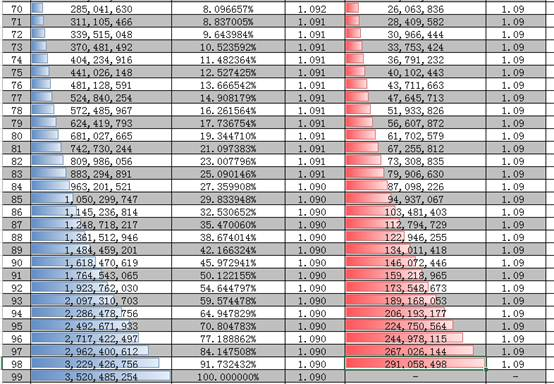 70 285,041,630 8.096657% 1.092 26,063,836 1.09
71 311,105,466 8.837005% 1.091 28,409,582 1.09
72 339,515,048 9.643984% 1.091 30,966,444 1.09
73 370,481,492 10.523592% 1.091 33,753,424 1.09
74 404,234,916 11.482364% 1.091 36,791,232 1.09
75 441,026,148 12.527425% 1.091 40,102,443 1.09
76 481,128,591 13.666542% 1.091 43,711,663 1.09
77 524,840,254 14.908179% 1.091 47,645,713 1.09
78 572,485,967 16.261564% 1.091 51,933,826 1.09
79 624,419,793 17.736754% 1.091 56,607,872 1.09
80 681,027,665 19.344710% 1.091 61,702,579 1.09
81 742,730,244 21.097383% 1.091 67,255,812 1.09
82 809,986,056 23.007796% 1.091 73,308,835 1.09
83 883,294,891 25.090146% 1.091 79,906,630 1.09
84 963,201,521 27.359908% 1.090 87,098,226 1.09
85 1,050,299,747 29.833948% 1.090 94,937,067 1.09
86 1,145,236,814 32.530652% 1.090 103,481,403 1.09
87 1,248,718,217 35.470060% 1.090 112,794,729 1.09
88 1,361,512,946 38.674014% 1.090 122,946,255 1.09
89 1,484,459,201 42.166324% 1.090 134,011,418 1.09
90 1,618,470,619 45.972941% 1.090 146,072,446 1.09
91 1,764,543,065 50.122155% 1.090 159,218,965 1.09
92 1,923,762,030 54.644797% 1.090 173,548,673 1.09
93 2,097,310,703 59.574478% 1.090 189,168,053 1.09
94 2,286,478,756 64.947829% 1.090 206,193,177 1.09
95 2,492,671,933 70.804783% 1.090 224,750,564 1.09
96 2,717,422,497 77.188862% 1.090 244,978,115 1.09
97 2,962,400,612 84.147508% 1.090 267,026,144 1.09
98 3,229,426,756 91.732432% 1.090 291,058,498 1.09
99 3,520,485,254 100.000000% 1.090 - -